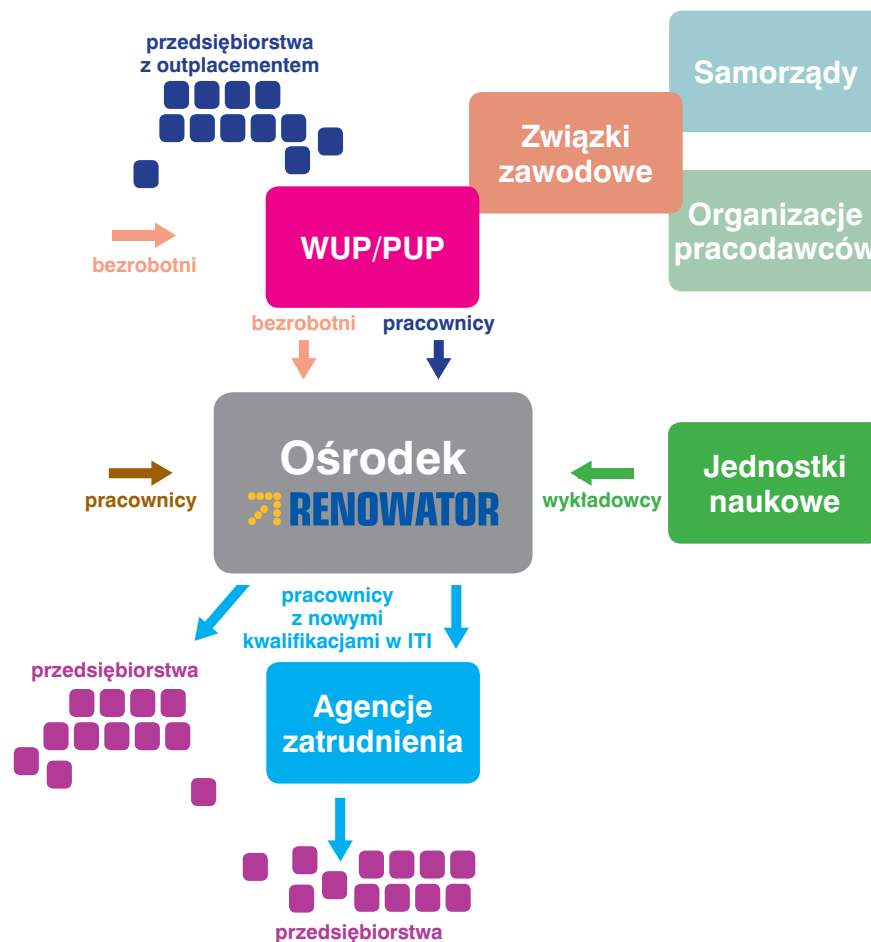 przedsiębiorstwa
z outplacementem
Samorządy
Związki
zawodowe
Organizacje
pracodawców
WUP/PUP
bezrobotni
bezrobotni
pracownicy
Ośrodek
RENOWATOR
pracownicy
wykładowcy
Jednostki
naukowe
pracownicy
z nowymi
kwalifikacjami w ITI
przedsiębiorstwa
Agencje
zatrudnienia
przedsiębiorstwa